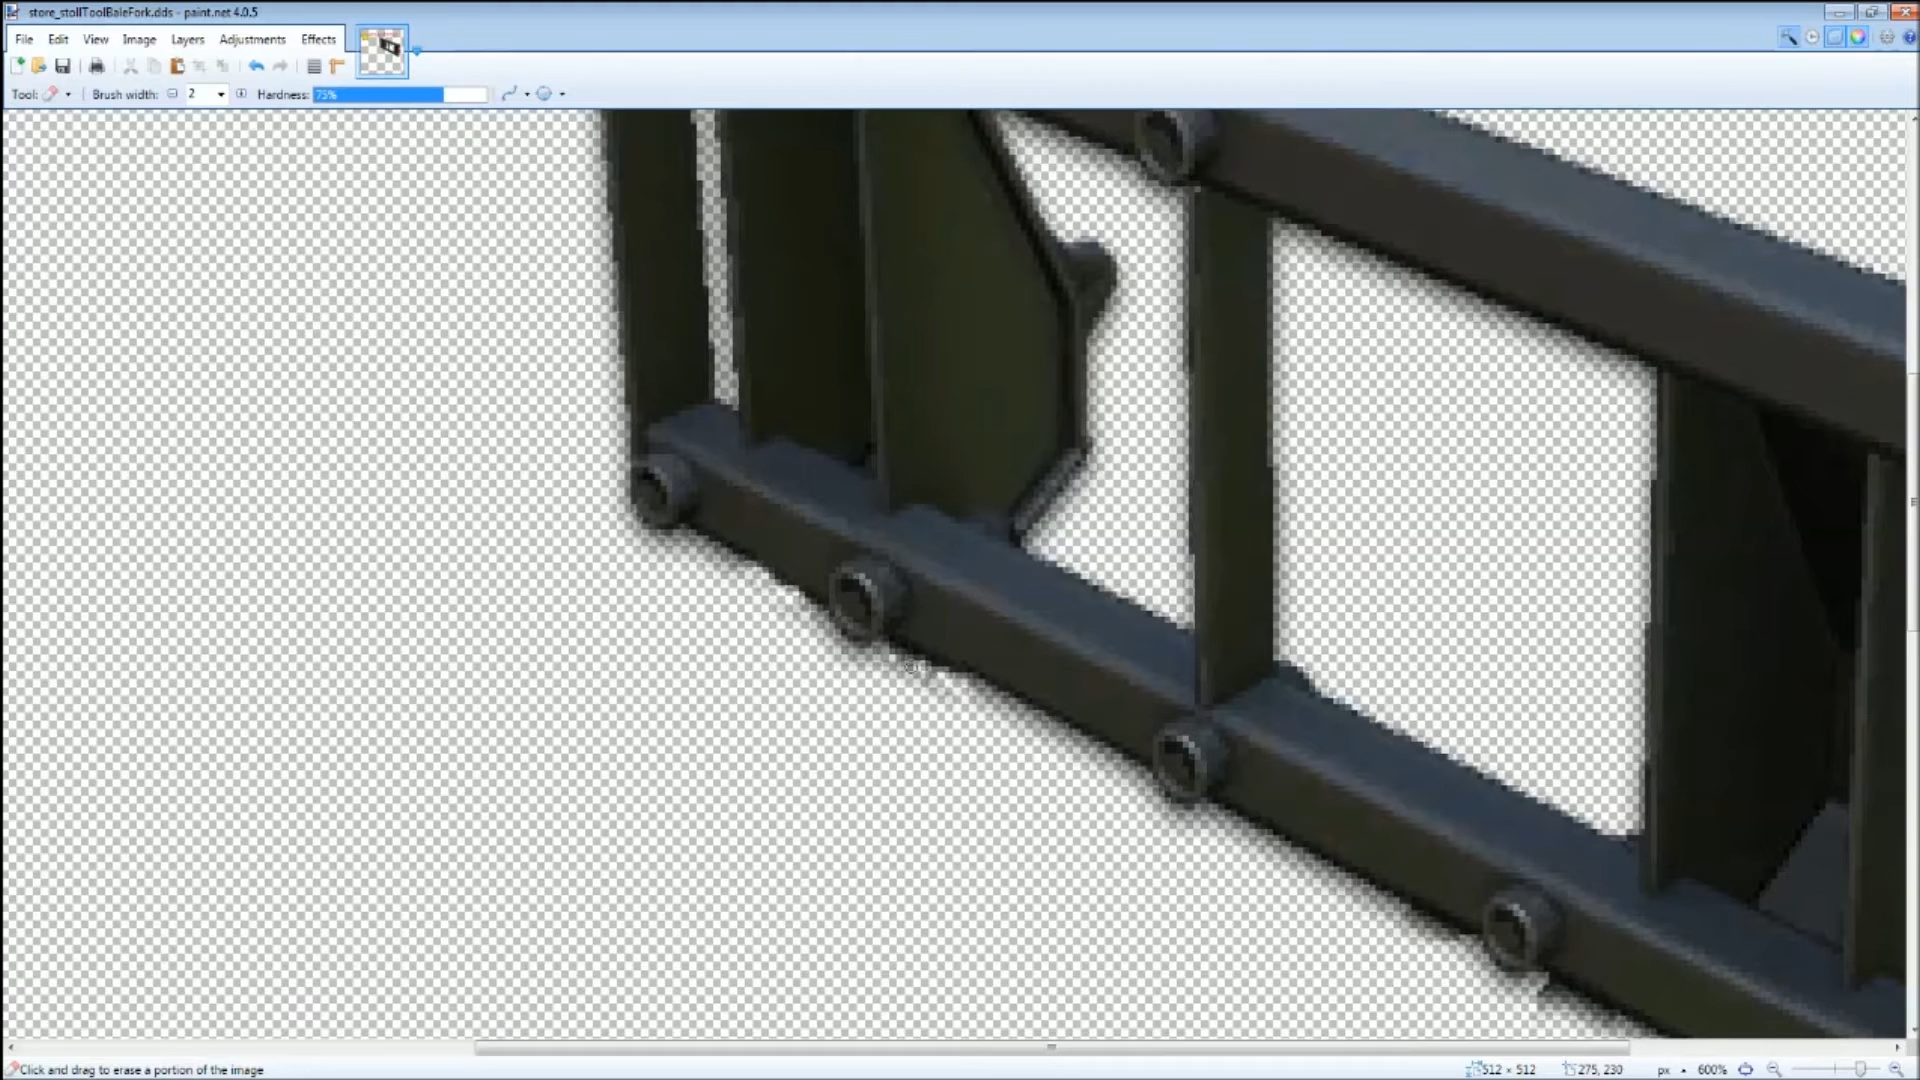 store_stollToolBaleFork.dds - paint.net 4.0.5
File Edit View Image Layers Adjustments Effects
Tool: Brush width: 2 Hardness: 75%
Click and drag to erase a portion of the image 512 × 512 275, 230 px 600%